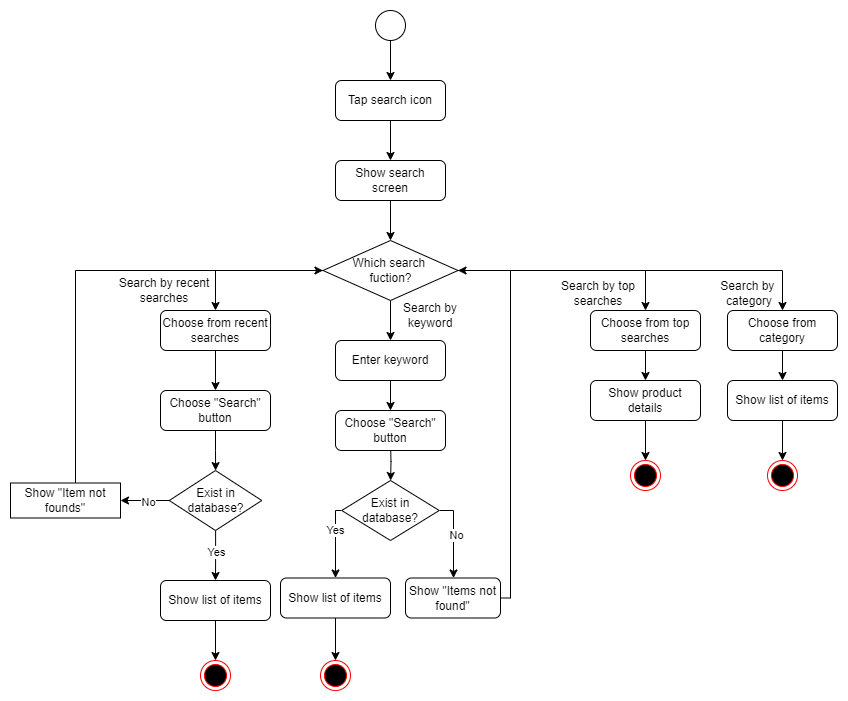 Tap search icon
Show search
screen
Which search
fuction?
Search by recent
searches
Search by
keyword
Search by top
searches
Search by
category
Choose from recent
searches
Enter keyword
Choose from top
searches
Choose from
category
Choose "Search"
button
Choose "Search"
button
Show product
details
Show list of items
Show "Item not
founds"
No
Exist in
database?
Exist in
database?
Yes
Yes
No
Show list of items
Show list of items
Show "Items not
found"